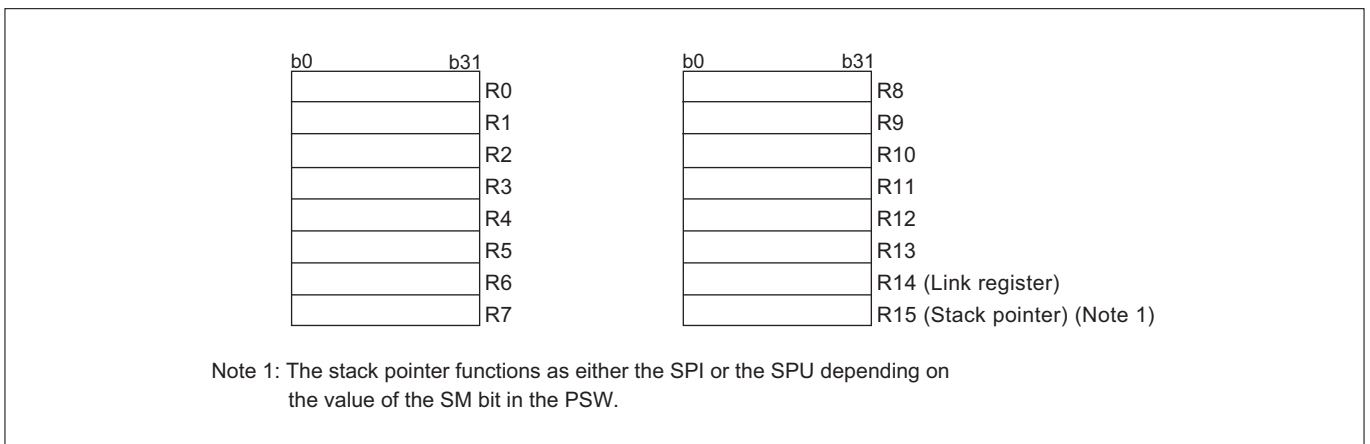 b0 b31
R0
R1
R2
R3
R4
R5
R6
R7
b0 b31
R8
R9
R10
R11
R12
R13
R14 (Link register)
R15 (Stack pointer) (Note 1)
Note 1: The stack pointer functions as either the SPI or the SPU depending on
the value of the SM bit in the PSW.